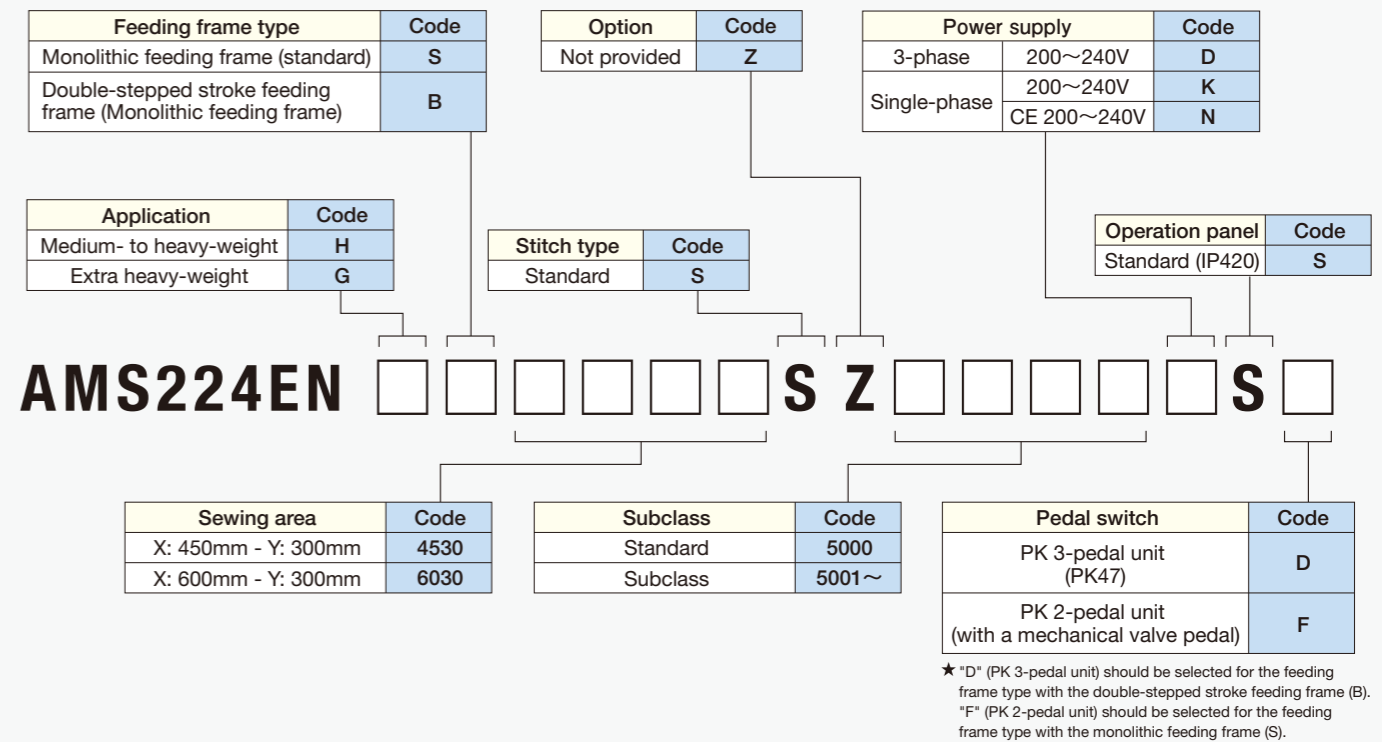 Feeding frame type Code
Monolithic feeding frame (standard) S
Double-stepped stroke feeding
frame (Monolithic feeding frame) B
Option Code
Not provided Z
Power supply Code
3-phase 200〜240V D
Single-phase 200〜240V K
CE 200〜240V N
Application Code
Medium- to heavy-weight H
Extra heavy-weight G
Stitch type Code
Standard S
Operation panel Code
Standard (IP420) S
AMS224EN □□□□□□SZ□□□□□S□
Sewing area Code
X: 450mm - Y: 300mm 4530
X: 600mm - Y: 300mm 6030
Subclass Code
Standard 5000
Subclass 5001〜
Pedal switch Code
PK 3-pedal unit
(PK47) D
PK 2-pedal unit
(with a mechanical valve pedal) F
★ "D" (PK 3-pedal unit) should be selected for the feeding
frame type with the double-stepped stroke feeding frame (B).
"F" (PK 2-pedal unit) should be selected for the feeding
frame type with the monolithic feeding frame (S).